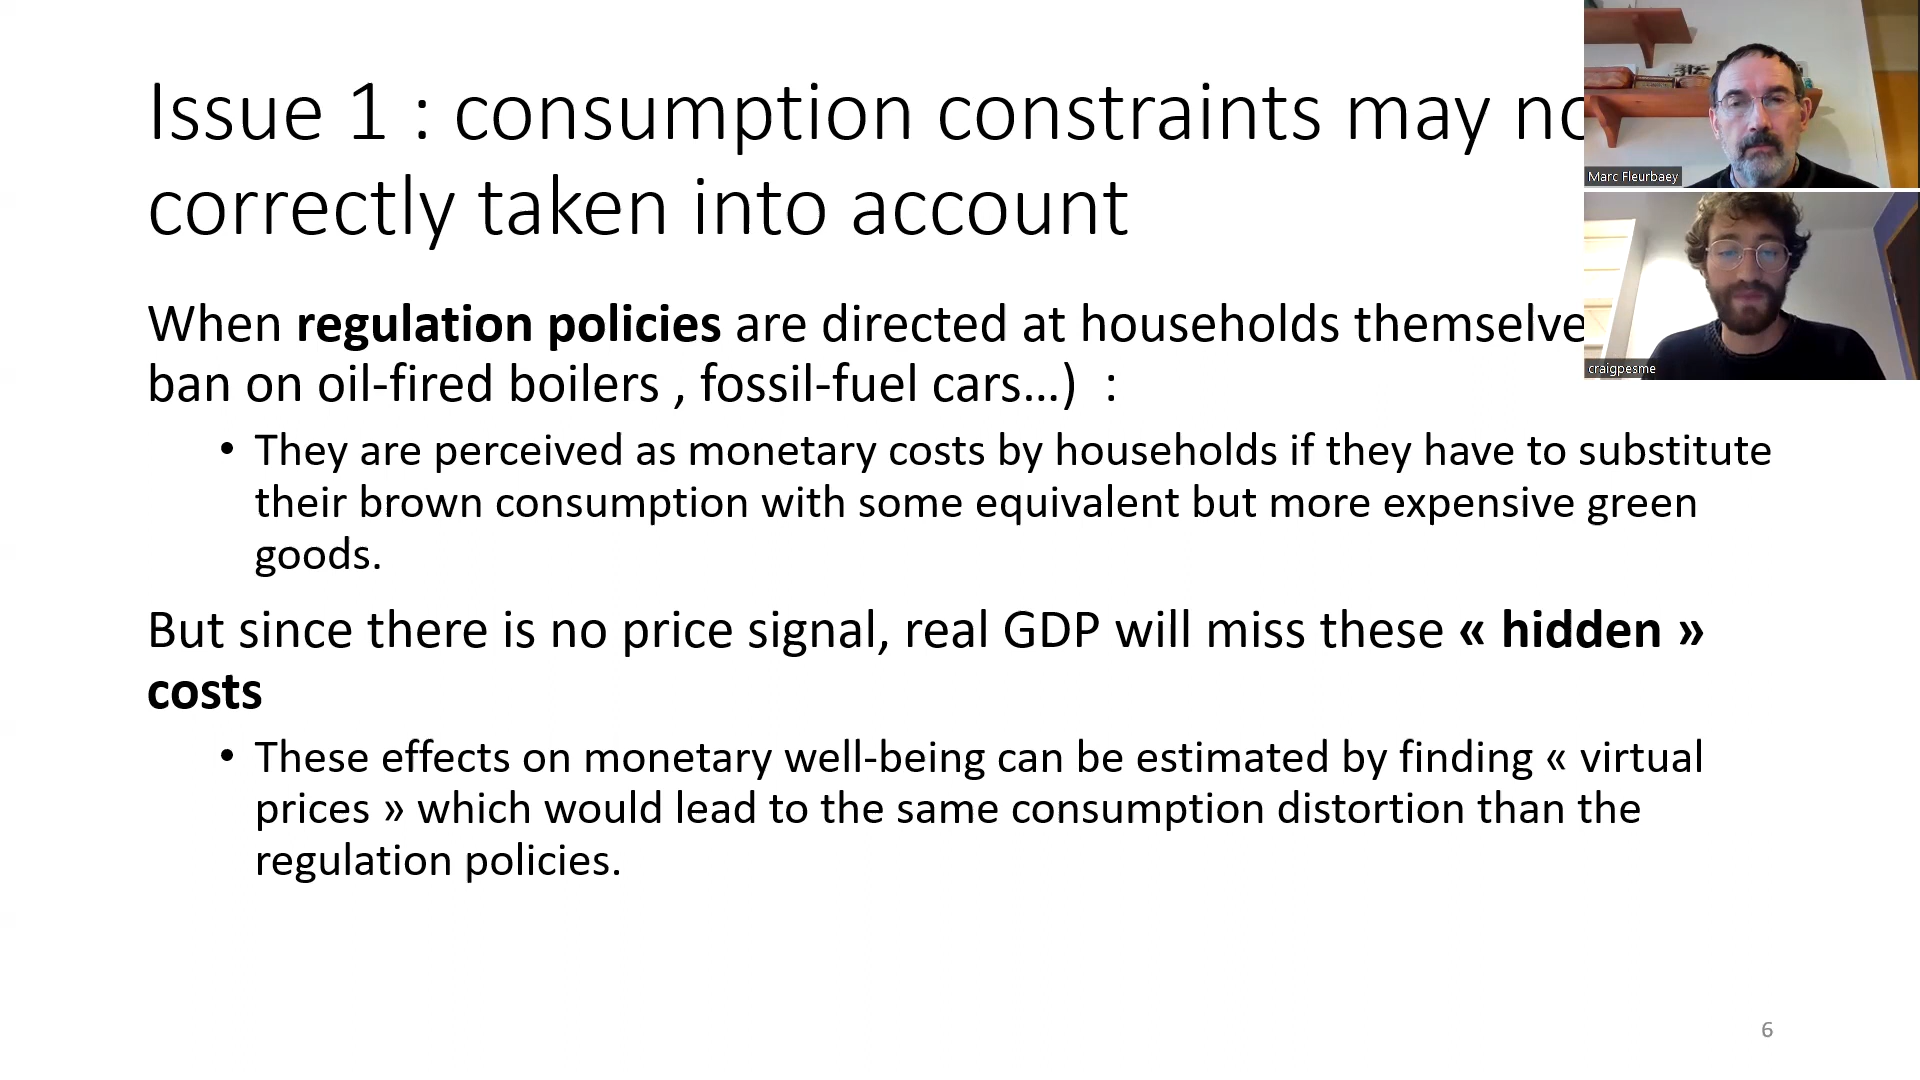 Issue 1 : consumption constraints may
correctly taken into account
When regulation policies are directed at households
ban on oil-fired boilers , fossil-fuel cars...) :
• They are perceived as monetary costs by households if they have to substitute
their brown consumption with some equivalent but more expensive green
goods.
But since there is no price signal, real GDP will miss these « hidden »
costs
• These effects on monetary well-being can be estimated by finding « virtual
prices » which would lead to the same consumption distortion than the
regulation policies.
6
Marc Fleurbaey
craigpesme